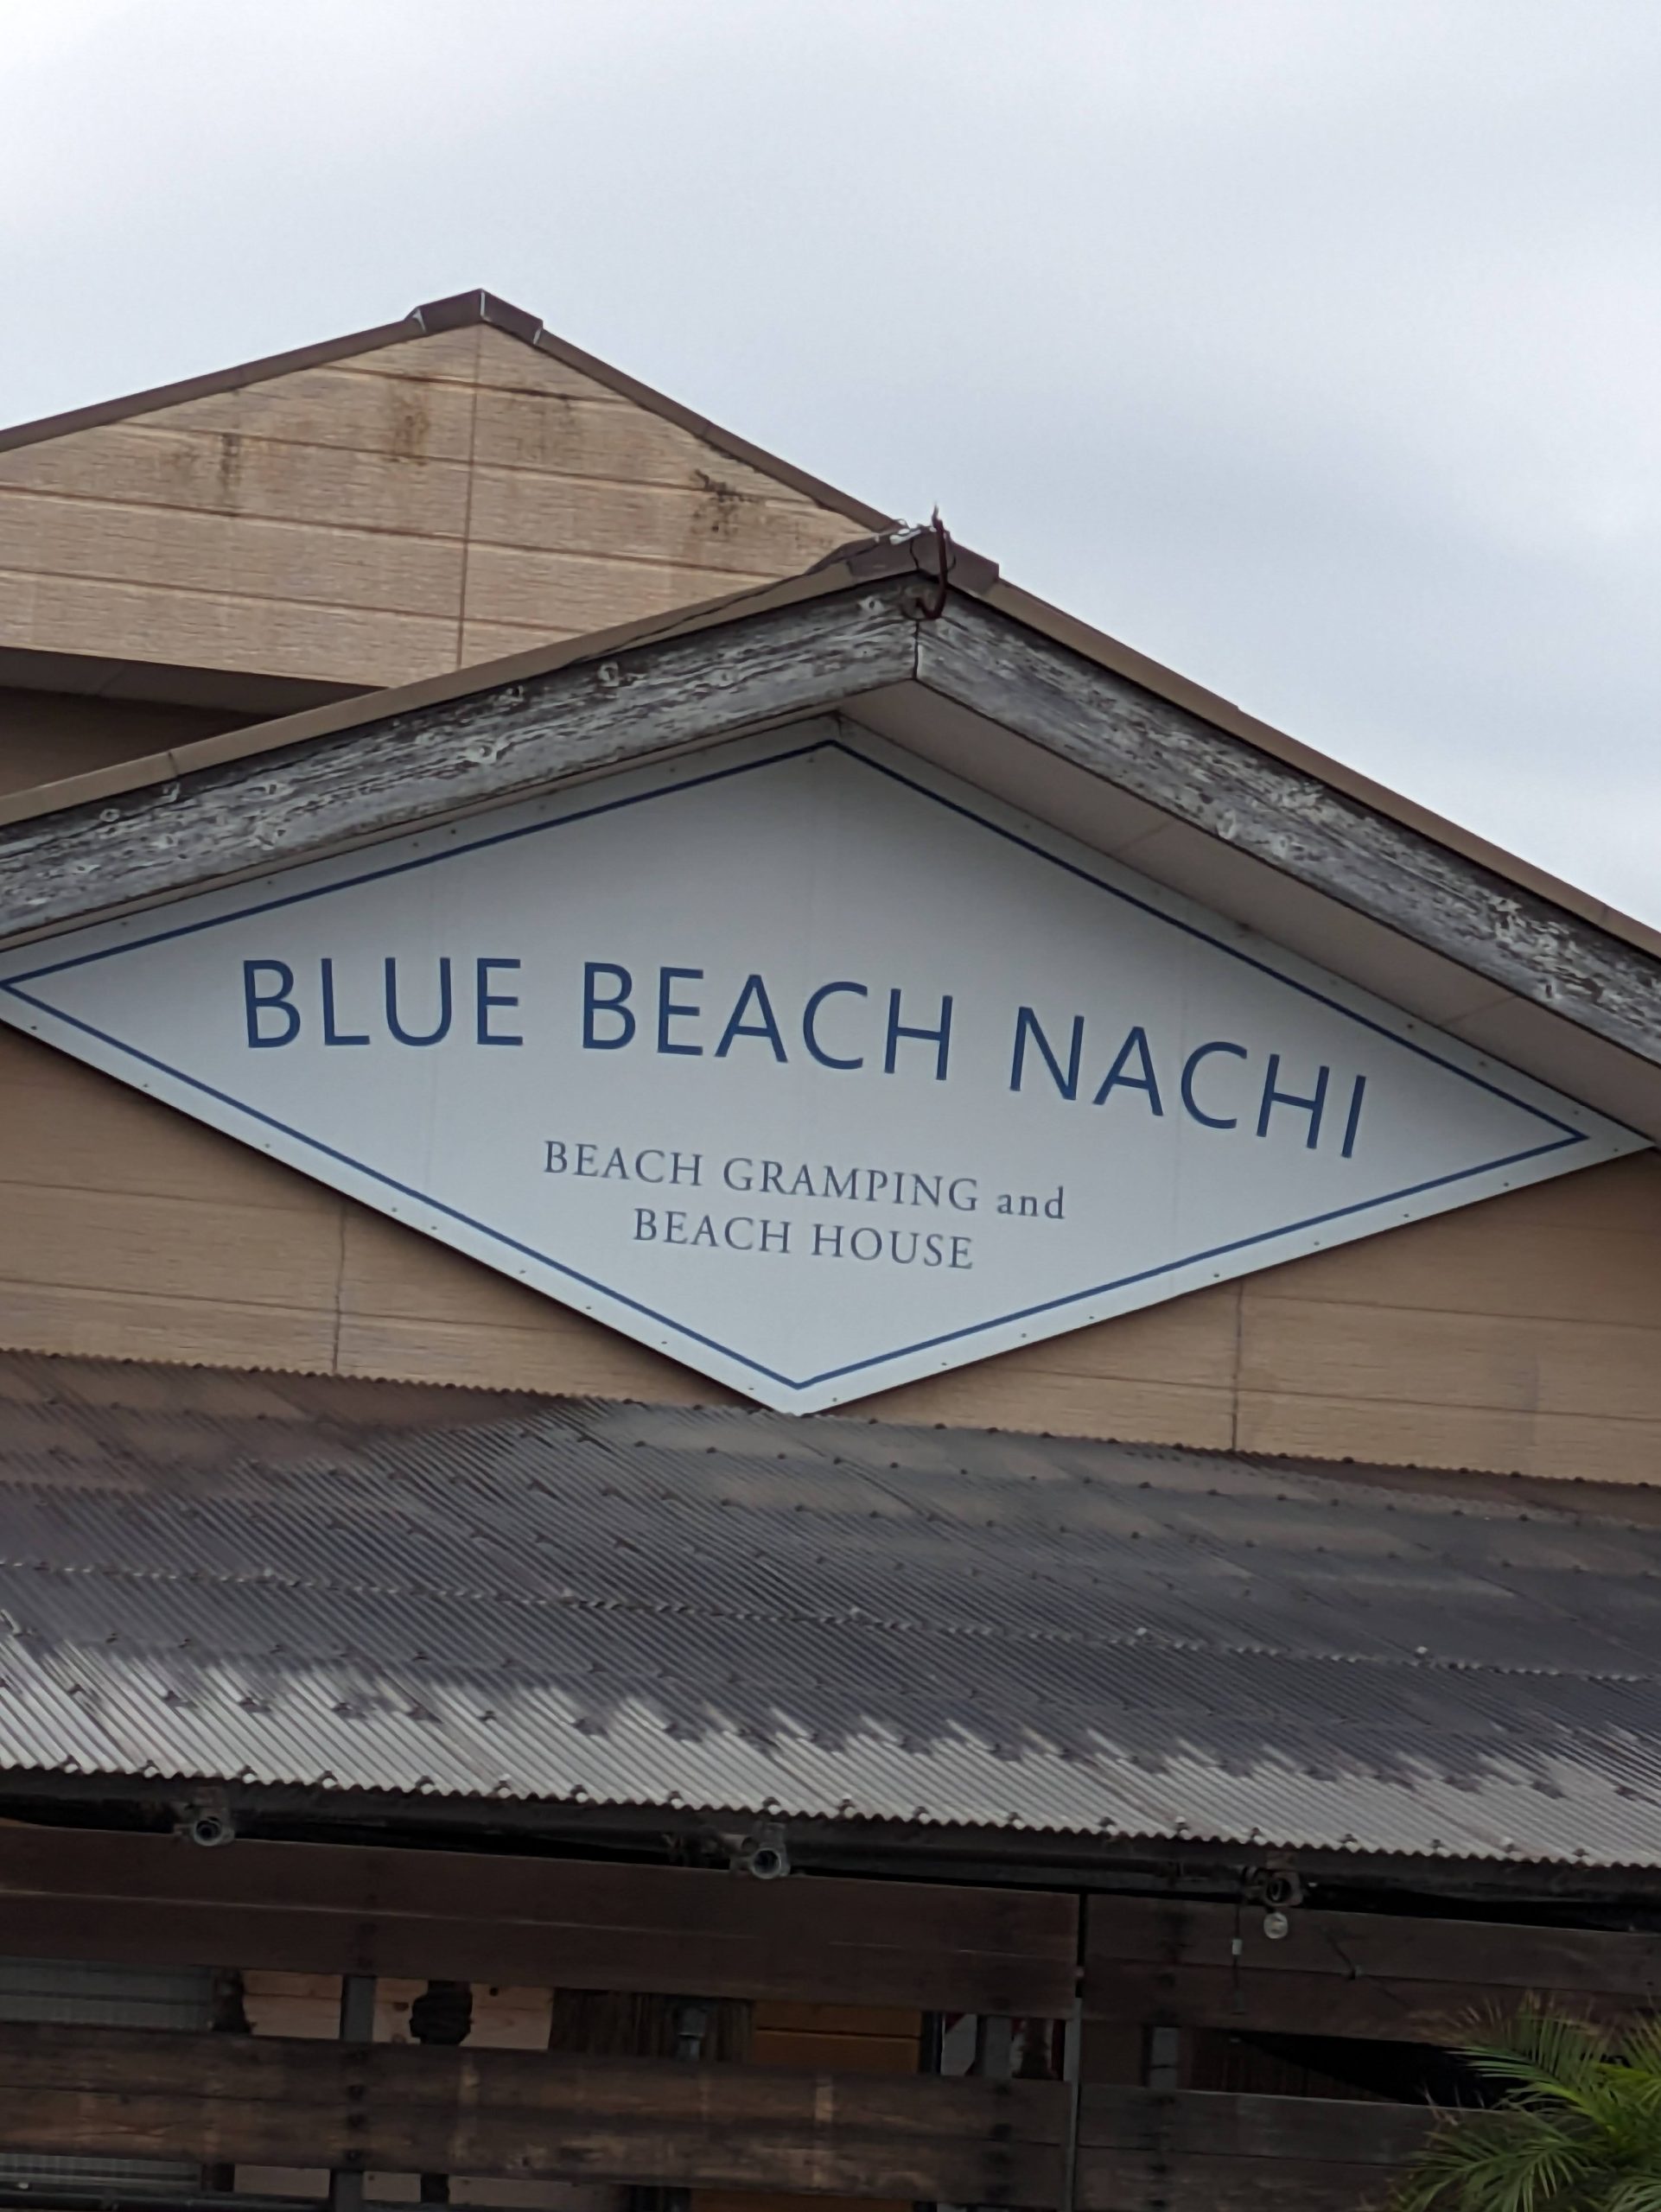 BLUE BEACH NACHI
BEACH GRAMPING and
BEACH HOUSE